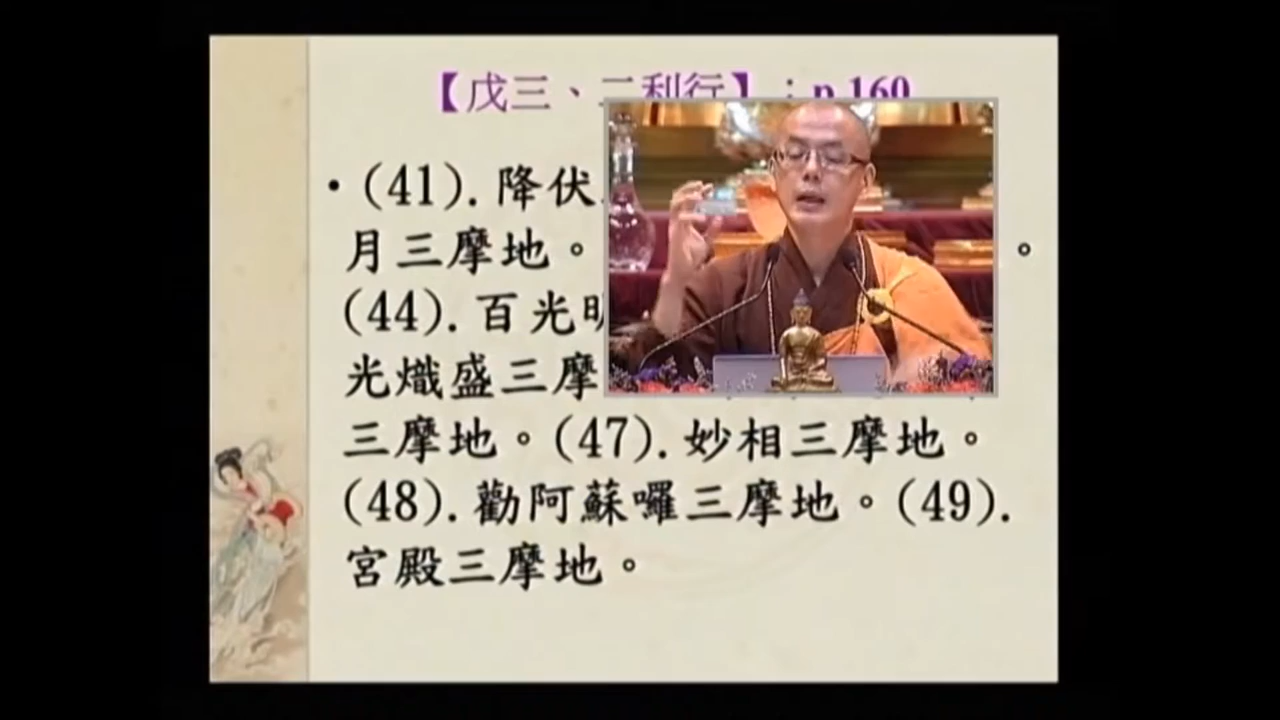 【戊三、二利行】：p.160
•(41).降伏
月三摩地。 。
(44).百光明
光熾盛三摩
三摩地。(47).妙相三摩地。
(48).勸阿蘇囉三摩地。(49).
宮殿三摩地。